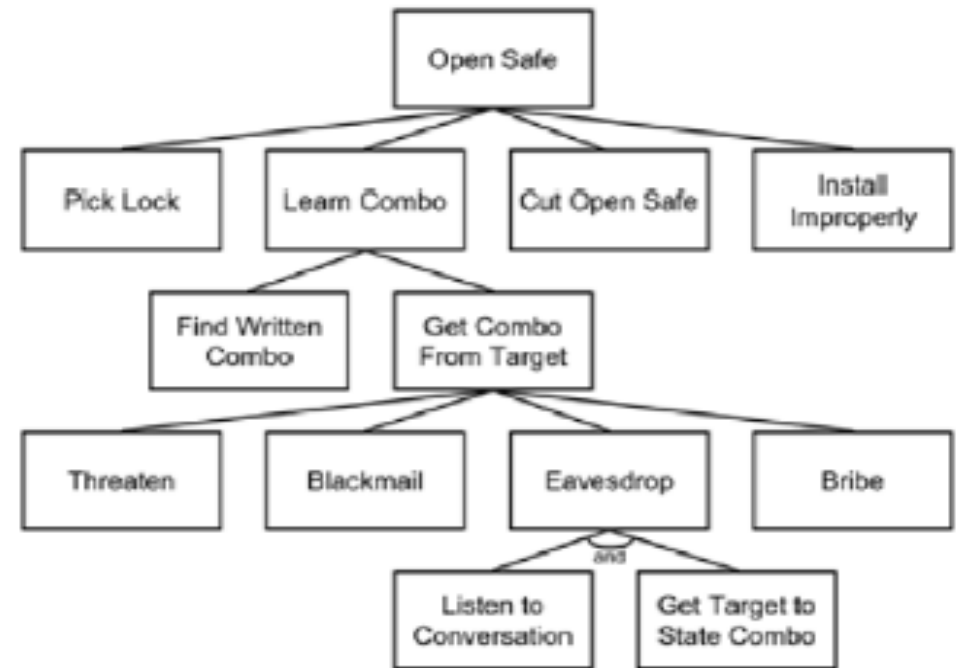 Open Safe
Pick Lock
Learn Combo
Cut Open Safe
Install
Improperly
Find Written
Combo
Get Combo
From Target
Threaten
Blackmail
Eavesdrop
Bribe
and
Listen to
Conversation
Get Target to
State Combo